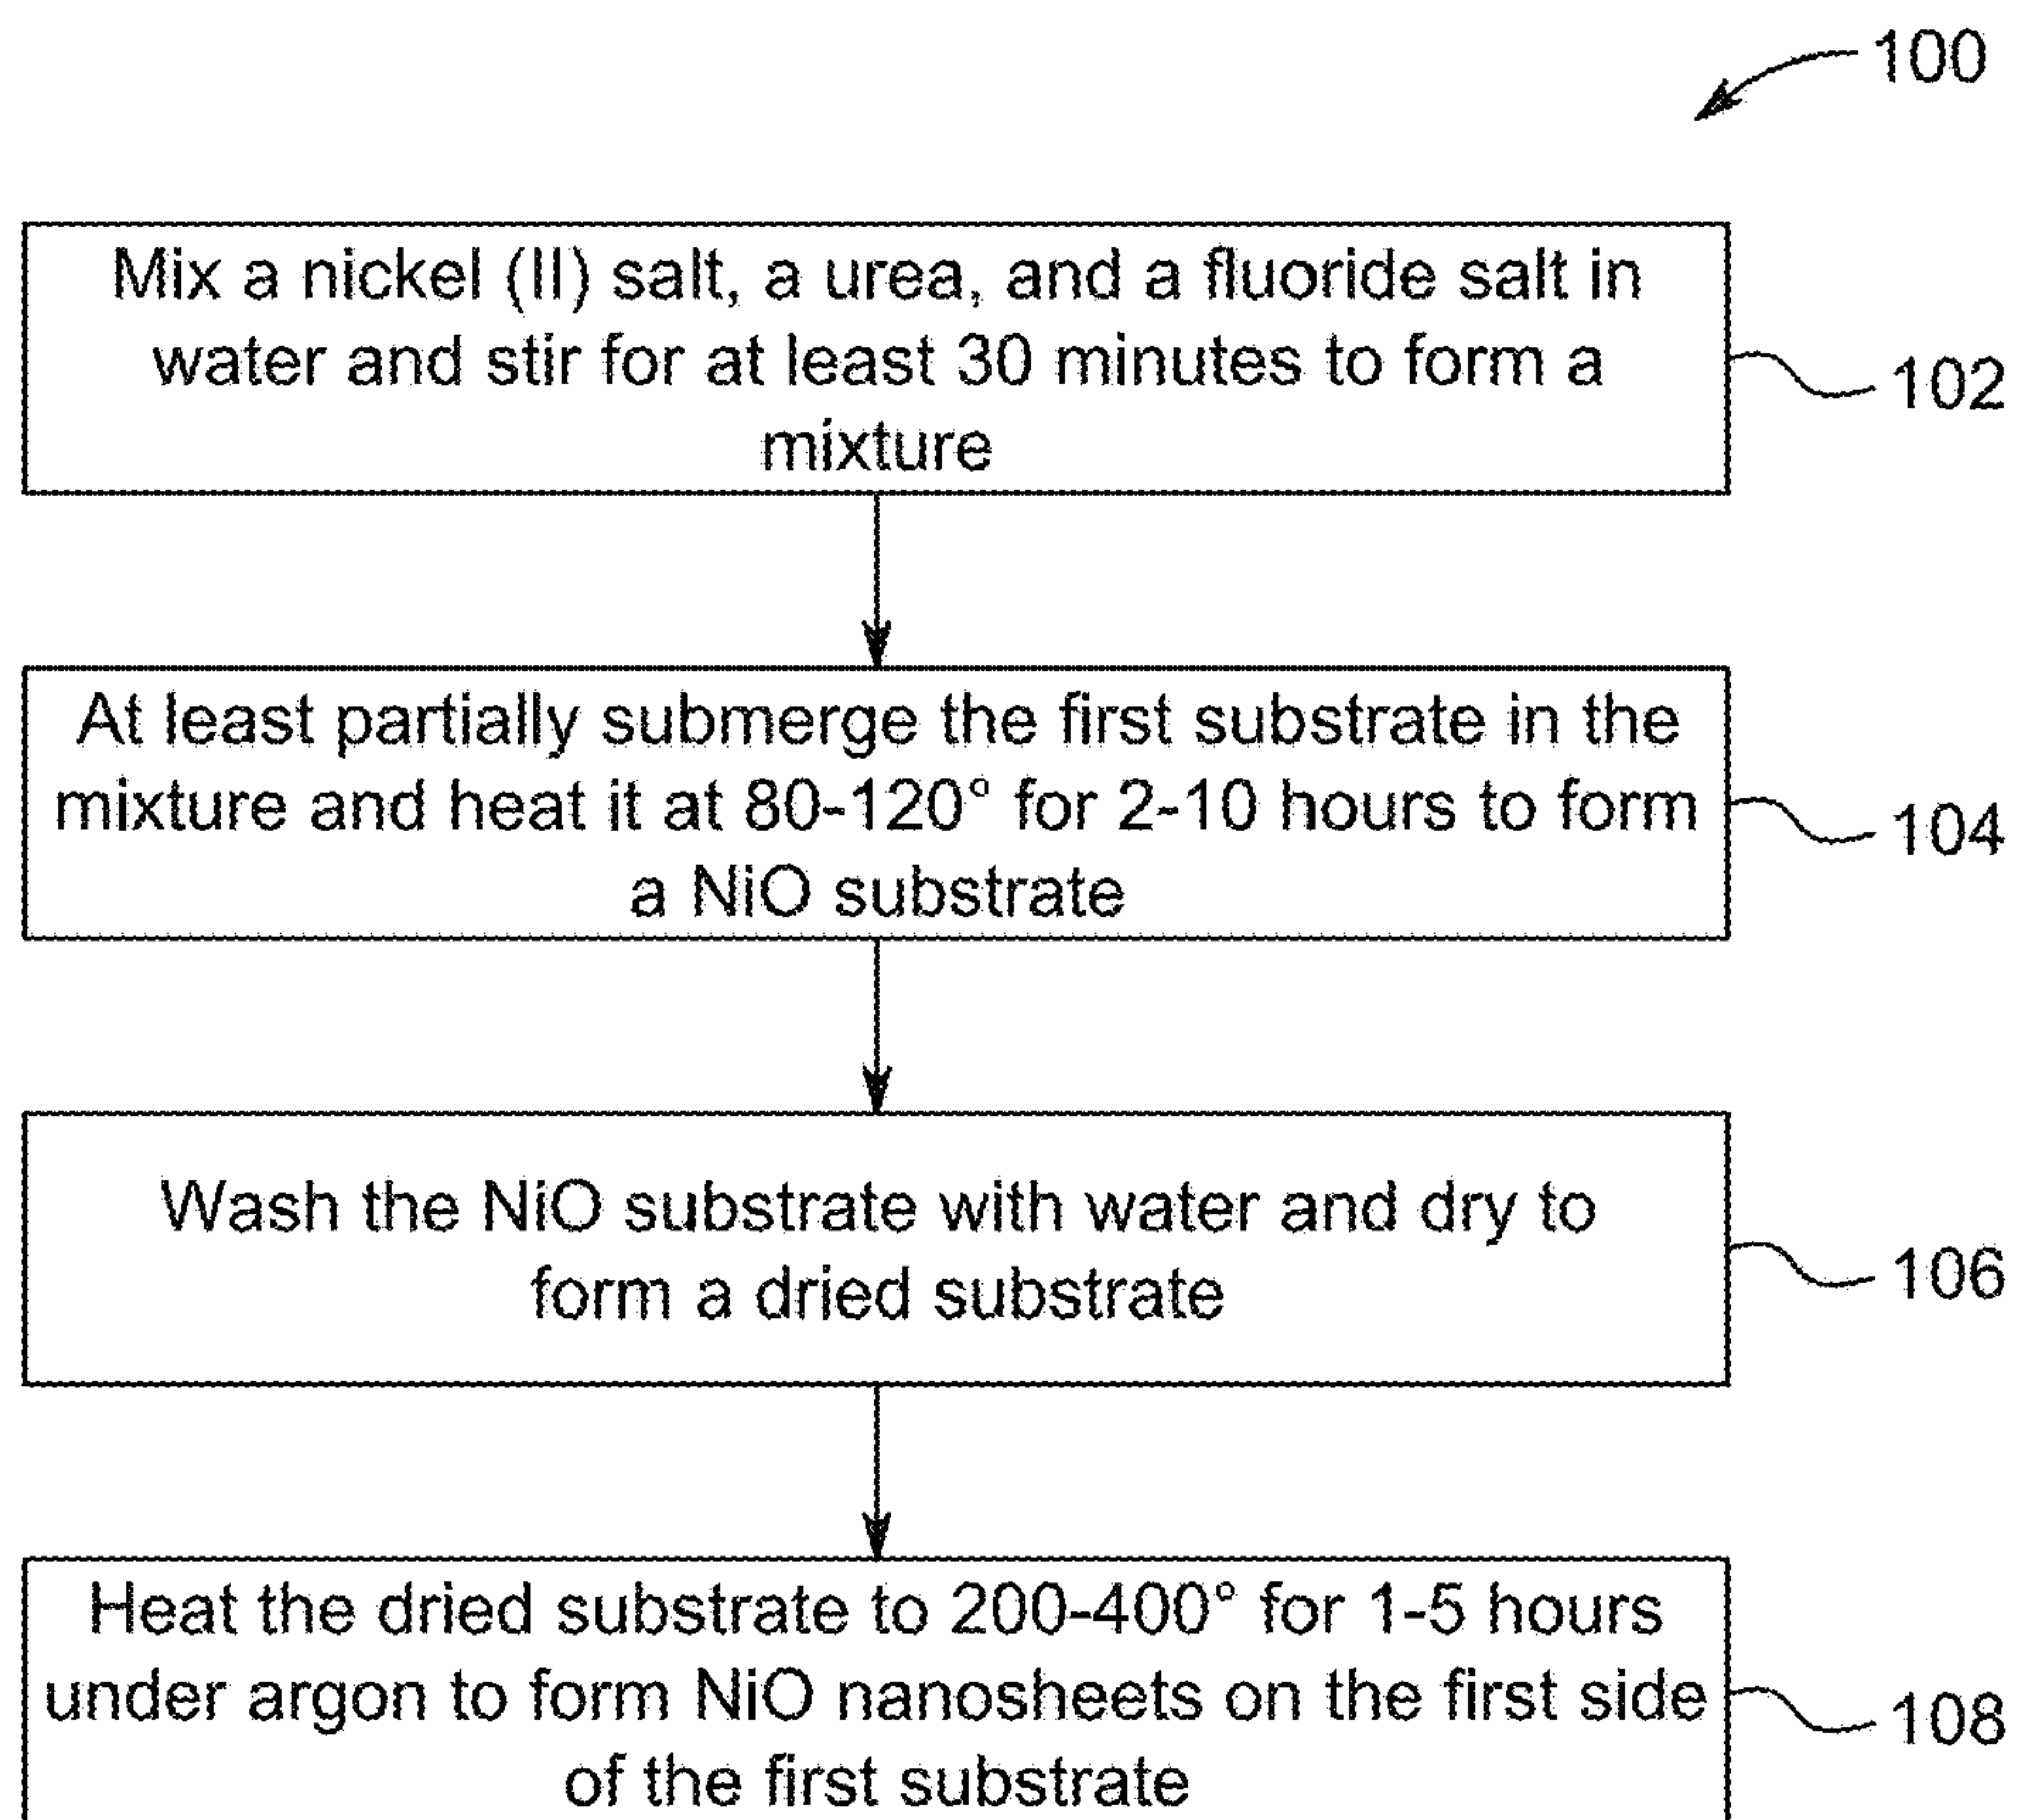 100
Mix a nickel (II) salt, a urea, and a fluoride salt in
water and stir for at least 30 minutes to form a
mixture
102
At least partially submerge the first substrate in the
mixture and heat it at 80-120° for 2-10 hours to form
a NiO substrate
104
Wash the NiO substrate with water and dry to
form a dried substrate
106
Heat the dried substrate to 200-400° for 1-5 hours
under argon to form NiO nanosheets on the first side
of the first substrate
108